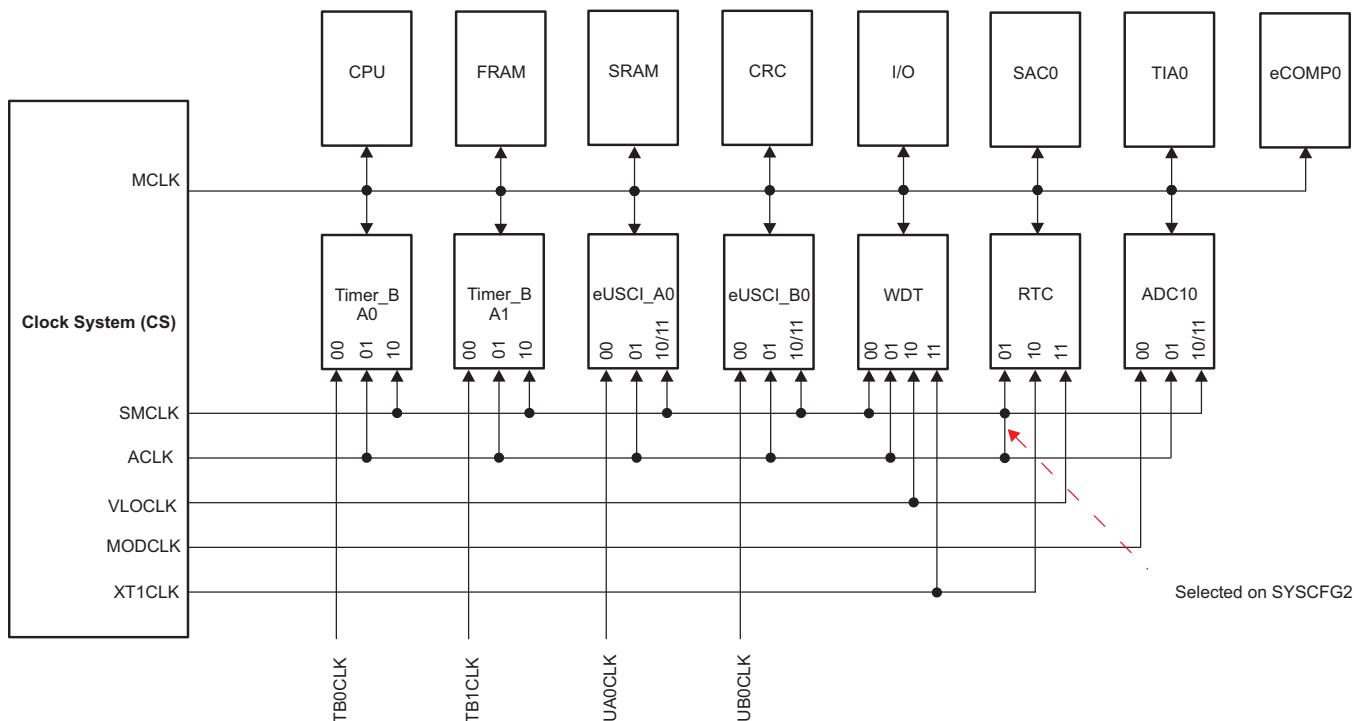 CPU
FRAM
SRAM
CRC
I/O
SAC0
TIA0
eCOMP0
Clock System (CS)
MCLK
SMCLK
ACLK
VLOCLK
MODCLK
XT1CLK
Timer_B
A0
00
01
10
Timer_B
A1
00
01
10
eUSCI_A0
00
01
10/11
eUSCI_B0
00
01
10/11
WDT
00
01
10
11
RTC
01
10
11
ADC10
00
01
10/11
Selected on SYSCFG2
TB0CLK
TB1CLK
UA0CLK
UB0CLK